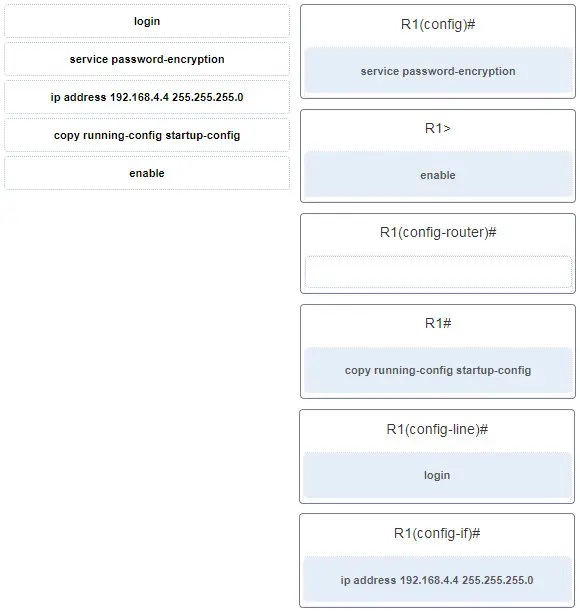 login
service password-encryption
ip address 192.168.4.4 255.255.255.0
copy running-config startup-config
enable
R1(config)#
service password-encryption
R1>
enable
R1(config-router)#
R1#
copy running-config startup-config
R1(config-line)#
login
R1(config-if)#
ip address 192.168.4.4 255.255.255.0